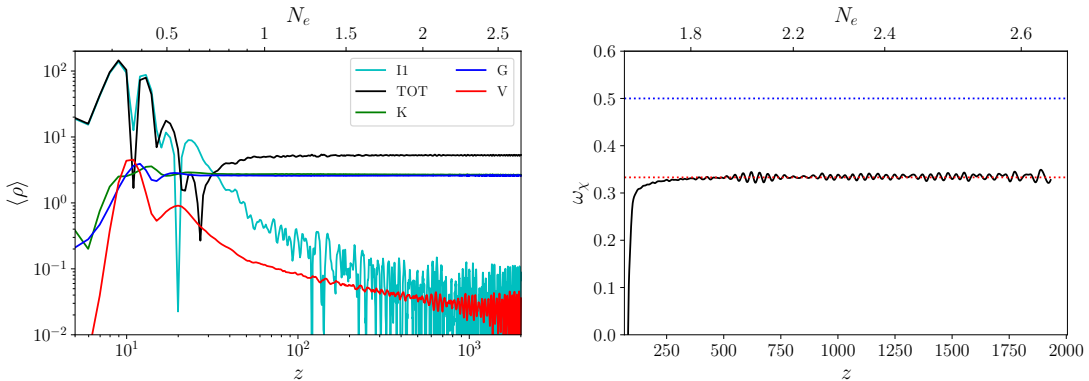 N_e
0.5 1 1.5 2 2.5
10^2
10^1
10^0
10^{-1}
10^{-2}
⟨ρ⟩
I1 G
TOT V
K
10^1 10^2 10^3
z
N_e
1.8 2.0 2.2 2.4 2.6
0.6
0.5
0.4
0.3
0.2
0.1
0.0
ω_χ
250 500 750 1000 1250 1500 1750 2000
z